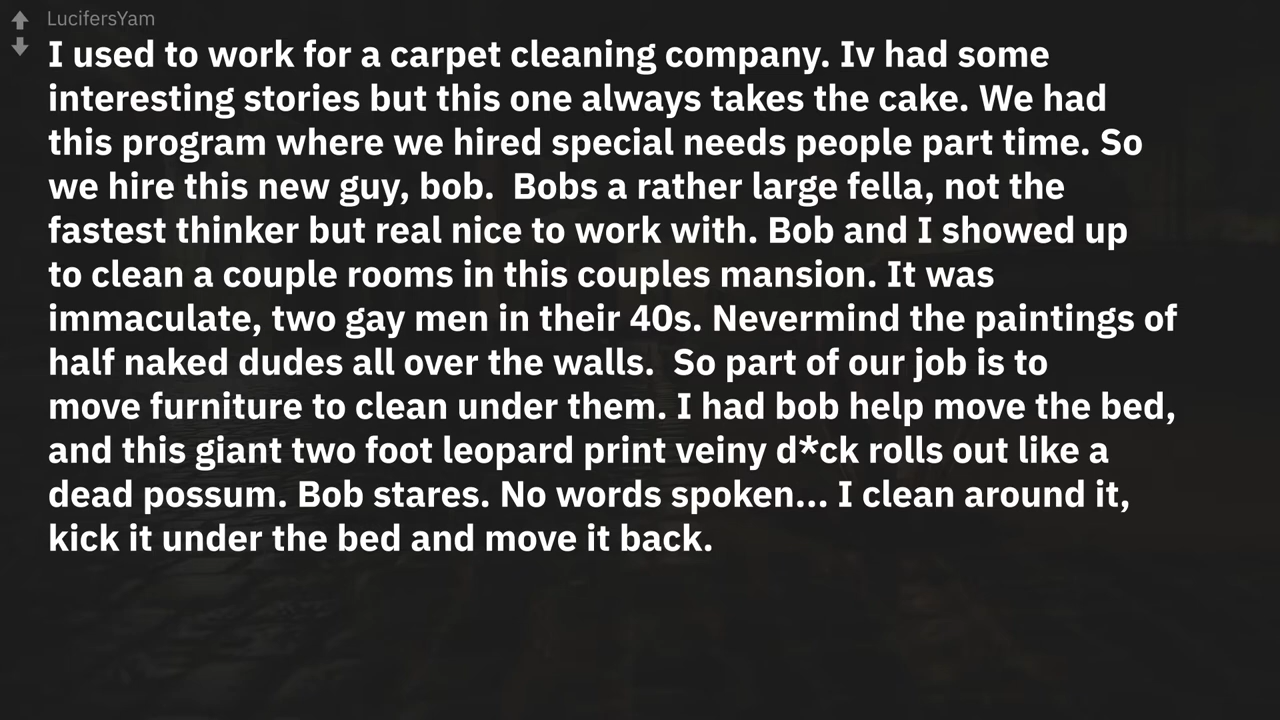 LucifersYam
I used to work for a carpet cleaning company. Iv had some
interesting stories but this one always takes the cake. We had
this program where we hired special needs people part time. So
we hire this new guy, bob.  Bobs a rather large fella, not the
fastest thinker but real nice to work with. Bob and I showed up
to clean a couple rooms in this couples mansion. It was
immaculate, two gay men in their 40s. Nevermind the paintings of
half naked dudes all over the walls.  So part of our job is to
move furniture to clean under them. I had bob help move the bed,
and this giant two foot leopard print veiny d*ck rolls out like a
dead possum. Bob stares. No words spoken... I clean around it,
kick it under the bed and move it back.